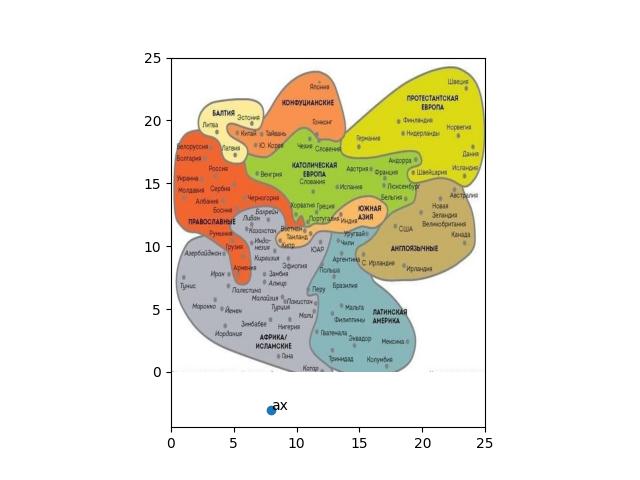 25
20
15
10
5
0
Швеция
Япония
ПРОТЕСТАНТСКАЯ
ЕВРОПА
КОНФУЦИАНСКИЕ
БАЛТИЯ
Эстония
Гонконг
Финляндия
Литва
Норвегия
Китай
Тайвань
Нидерланды
Германия
Белоруссия
Латвия
Ю. Корея
Чехия
Словения
Дания
Болгария
Андорра
Россия
КАТОЛИЧЕСКАЯ
ЕВРОПА
Австрия
Франция
Швейцария
Исландия
Украина
Венгрия
Словакия
Испания
Люксембург
Молдавия
Сербия
Австралия
Албания
Черногория
Бельгия
Босния
Бахрейн
Хорватия
Греция
ЮЖНАЯ
АЗИЯ
Новая
Зеландия
ПРАВОСЛАВНЫЕ
Ливан
Португалия
Индия
Великобритания
Румыния
Казахстан
Вьетнам
Таиланд
Уругвай
США
Канада
Грузия
Индо-
незия
Кипр
Чили
АНГЛОЯЗЫЧНЫЕ
Азербайджан
Киргизия
ЮАР
Аргентина
С. Ирландия
Армения
Эфиопия
Польша
Ирландия
Ирак
Замбия
Алжир
Бразилия
Тунис
Палестина
Перу
Малайзия
Пакистан
Марокко
Йемен
Турция
Мальта
Мали
Филиппины
ЛАТИНСКАЯ
АМЕРИКА
Зимбабве
Нигерия
Иордания
АФРИКА/
ИСЛАМСКИЕ
Гватемала
Эквадор
Мексика
Гана
Тринидад
Колумбия
Катар
ax
0 5 10 15 20 25